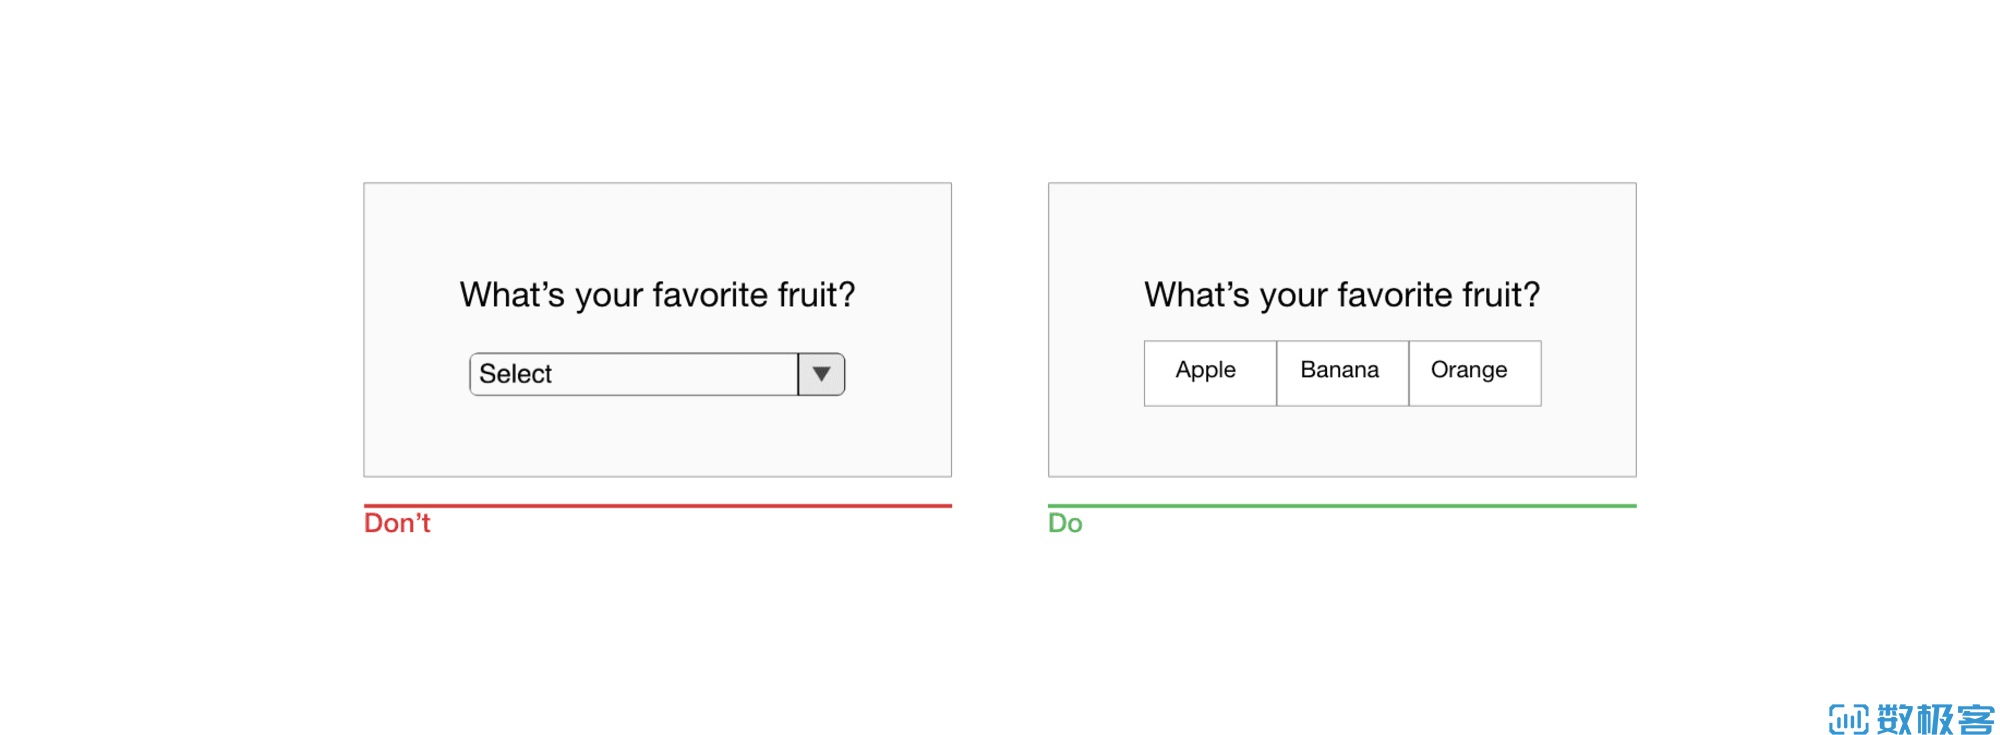 What's your favorite fruit?
Select
Don't
What's your favorite fruit?
Apple Banana Orange
Do
数极客